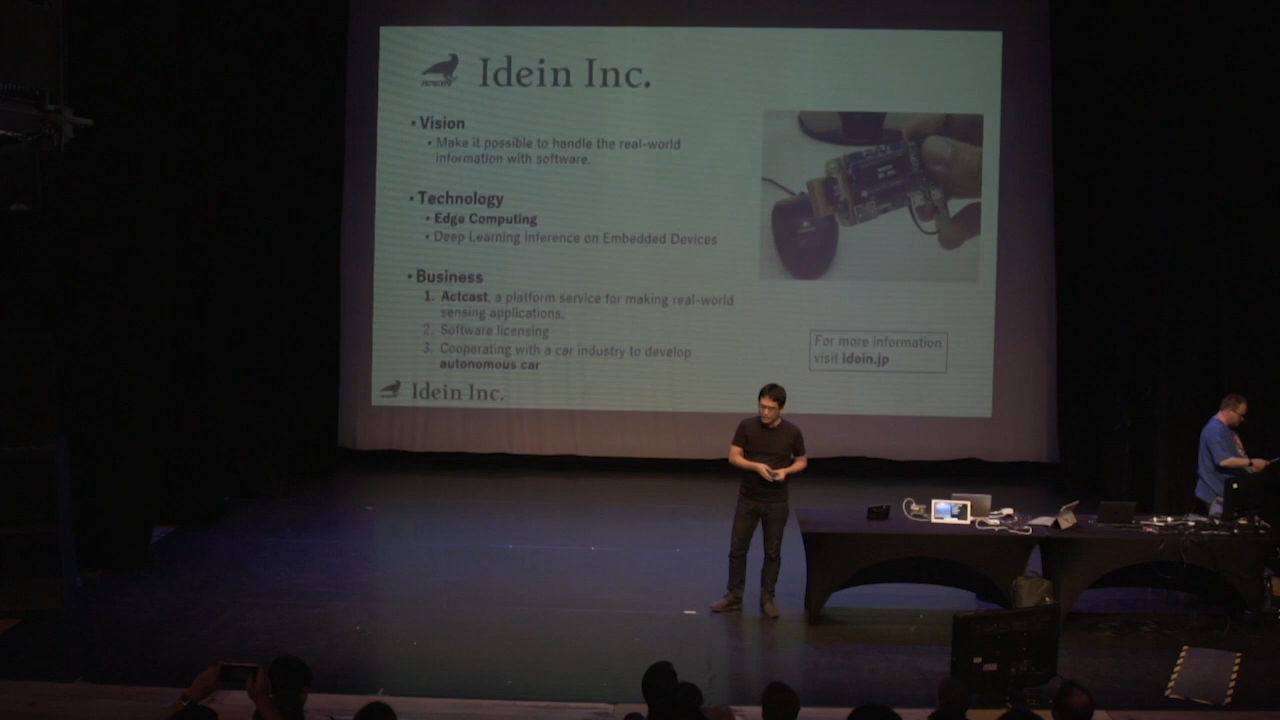 Idein Inc.
• Vision
• Make it possible to handle the real-world
information with software.
• Technology
• Edge Computing
• Deep Learning Inference on Embedded Devices
• Business
1. Actcast, a platform service for making real-world
sensing applications.
2. Software licensing
3. Cooperating with a car industry to develop
autonomous car
For more information
visit idein.jp
Idein Inc.